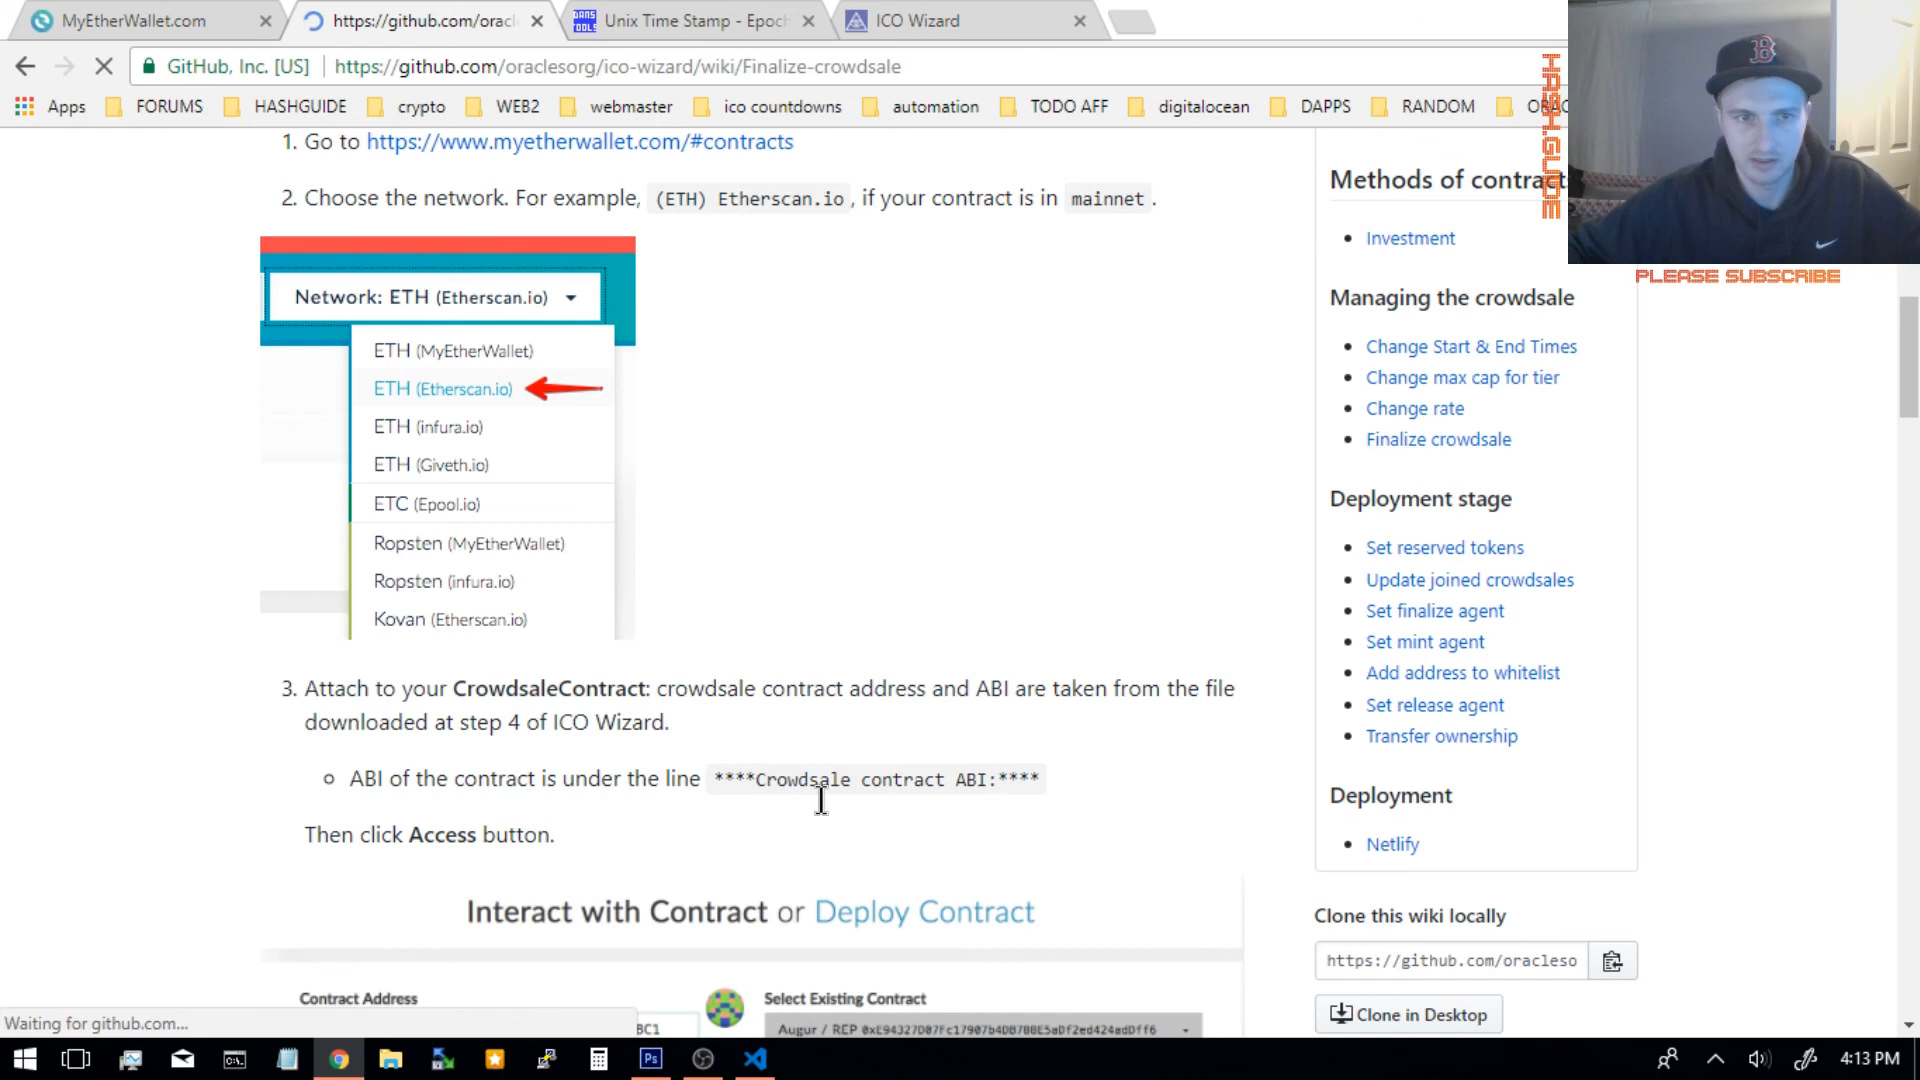 MyEtherWallet.com
https://github.com/oracl
Unix Time Stamp - Epoch
ICO Wizard
GitHub, Inc. [US]
https://github.com/oraclesorg/ico-wizard/wiki/Finalize-crowdsale
Apps
FORUMS
HASHGUIDE
crypto
WEB2
webmaster
ico countdowns
automation
TODO AFF
digitalocean
DAPPS
RANDOM
HASH.GUIDE
PLEASE SUBSCRIBE
1. Go to https://www.myetherwallet.com/#contracts
2. Choose the network. For example, (ETH) Etherscan.io, if your contract is in mainnet.
Network: ETH (Etherscan.io)
ETH (MyEtherWallet)
ETH (Etherscan.io)
ETH (infura.io)
ETH (Giveth.io)
ETC (Epool.io)
Ropsten (MyEtherWallet)
Ropsten (infura.io)
Kovan (Etherscan.io)
3. Attach to your CrowdsaleContract: crowdsale contract address and ABI are taken from the file
downloaded at step 4 of ICO Wizard.
ABI of the contract is under the line ****Crowdsale contract ABI:****
Then click Access button.
Interact with Contract or Deploy Contract
Contract Address
BC1
Select Existing Contract
Augur / REP 0xE94327D07Fc17907b4DB788E5aDf2ed424adDff6
Methods of contract
Investment
Managing the crowdsale
Change Start & End Times
Change max cap for tier
Change rate
Finalize crowdsale
Deployment stage
Set reserved tokens
Update joined crowdsales
Set finalize agent
Set mint agent
Add address to whitelist
Set release agent
Transfer ownership
Deployment
Netlify
Clone this wiki locally
https://github.com/oracleso
Clone in Desktop
Waiting for github.com...
Ps
4:13 PM